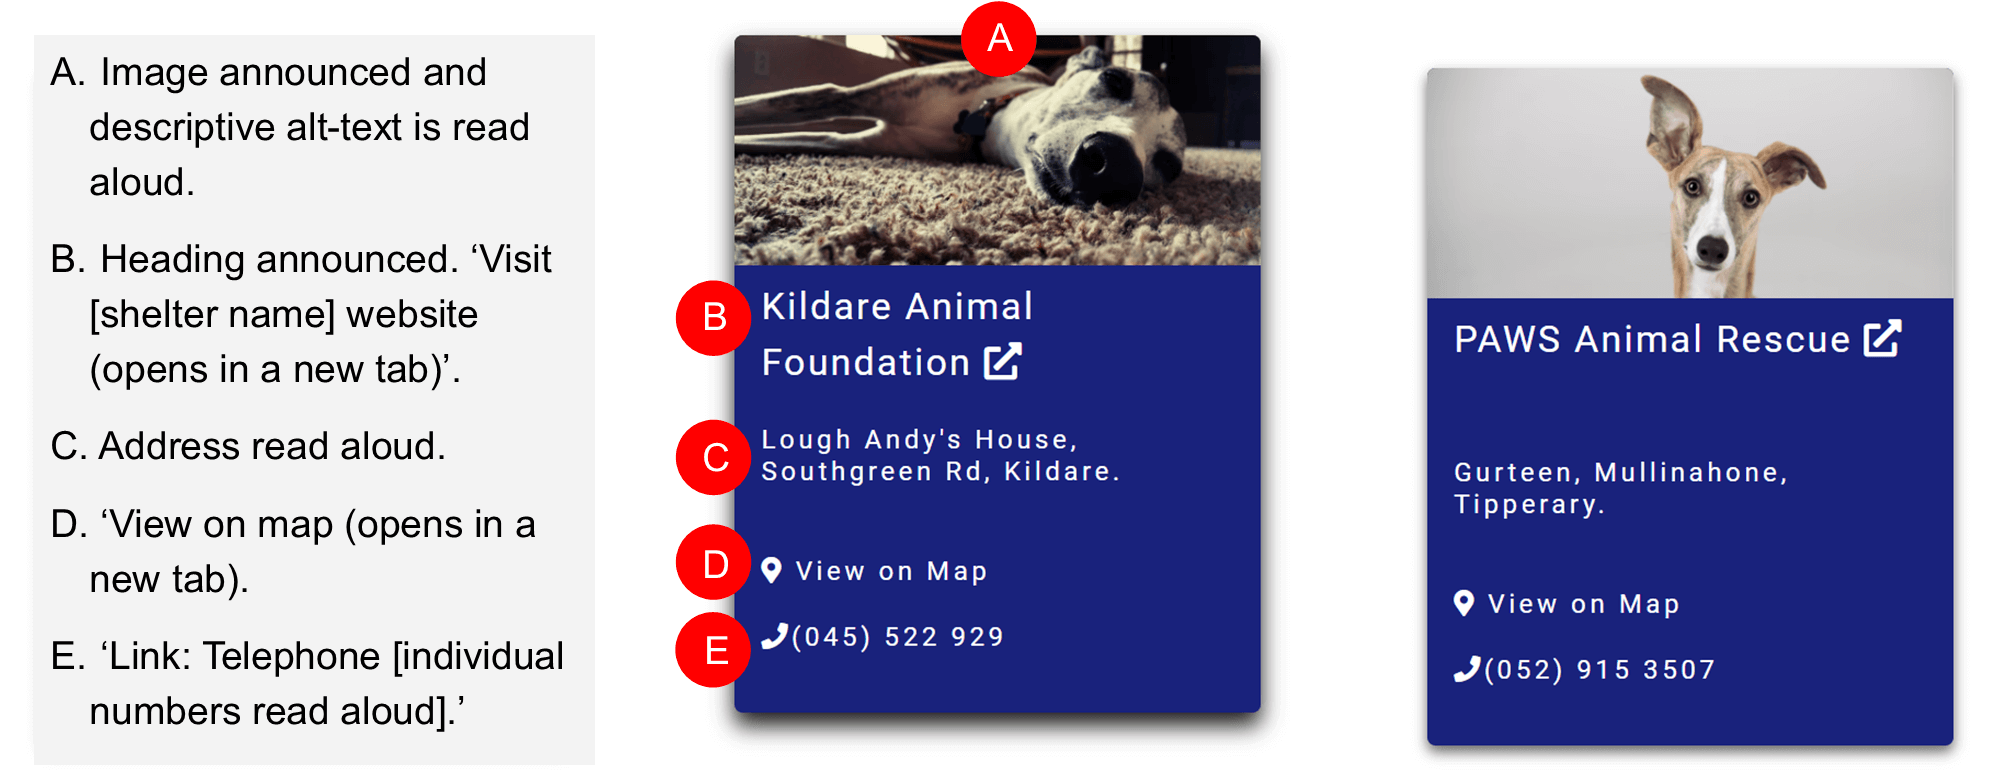 A. Image announced and
descriptive alt-text is read
aloud.
B. Heading announced. ‘Visit
[shelter name] website
(opens in a new tab)’.
C. Address read aloud.
D. ‘View on map (opens in a
new tab).
E. ‘Link: Telephone [individual
numbers read aloud].’
A
B
Kildare Animal
Foundation
C
Lough Andy's House,
Southgreen Rd, Kildare.
D
View on Map
E
(045) 522 929
PAWS Animal Rescue
Gurteen, Mullinahone,
Tipperary.
View on Map
(052) 915 3507